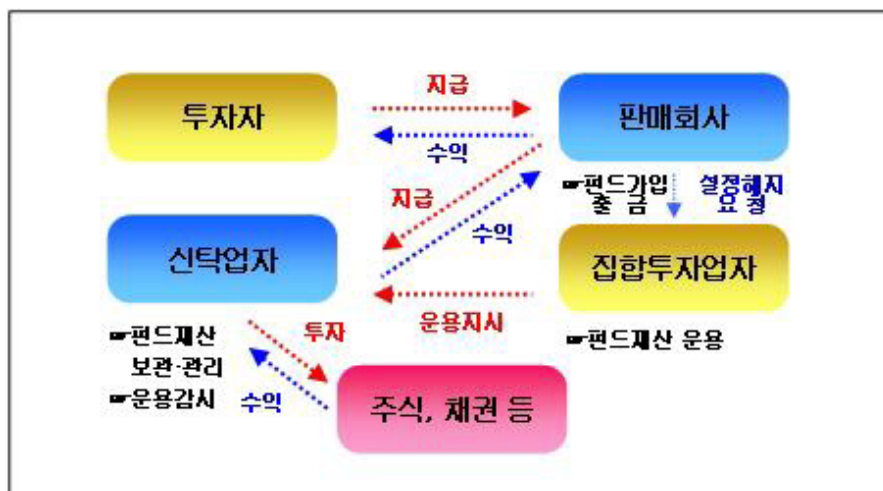 지급
투자자
판매회사
수익
☞펀드가입
출 금
설정해지
요 청
지급
수익
신탁업자
집합투자업자
운용지시
☞펀드재산
보관·관리
☞운용감시
투자
☞펀드재산 운용
수익
주식, 채권 등